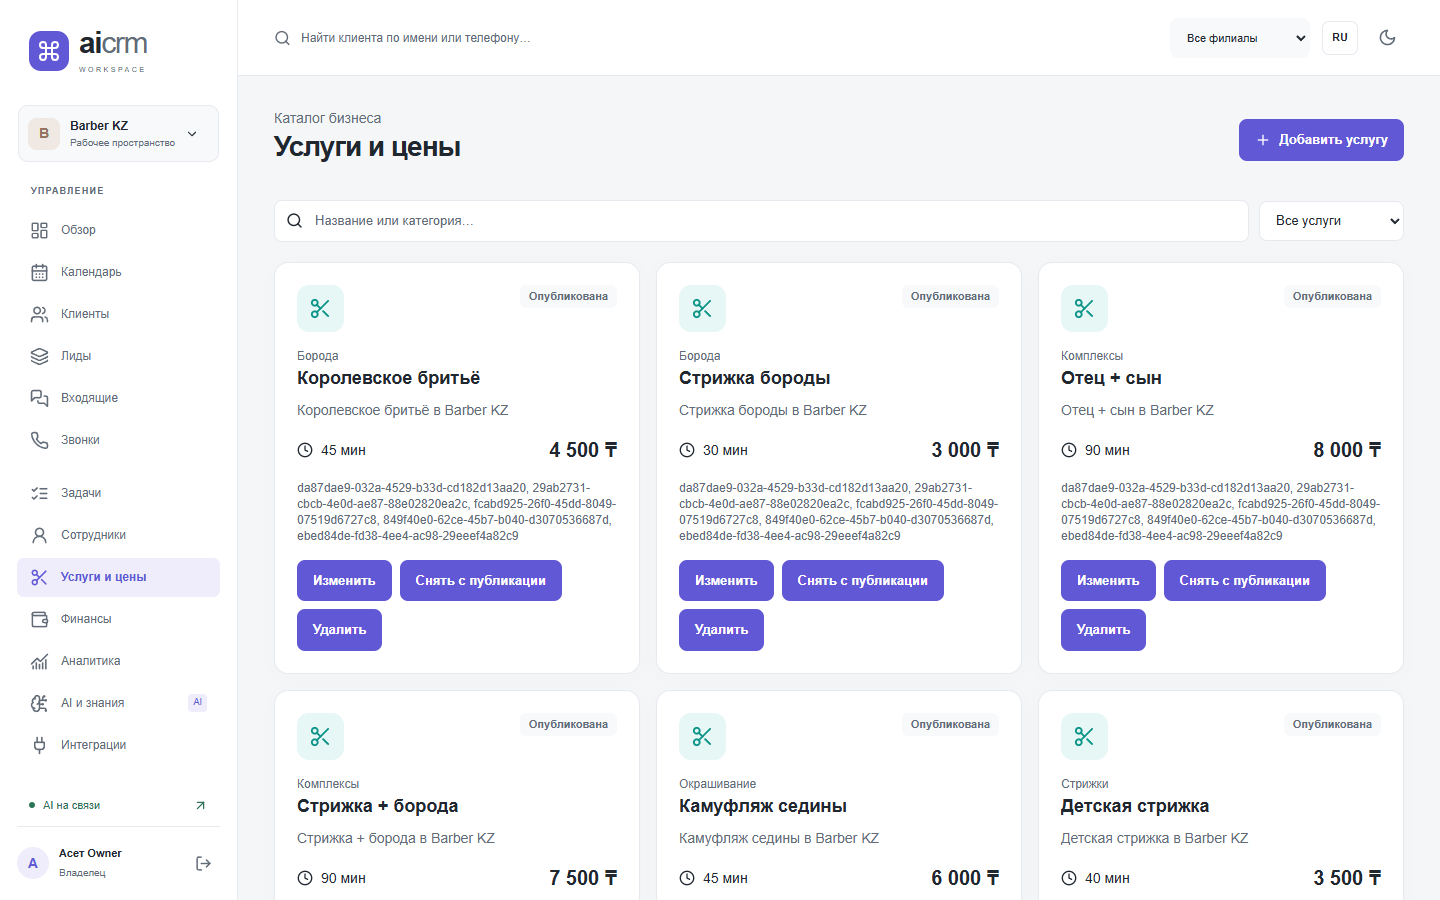 aicrm
WORKSPACE
Найти клиента по имени или телефону...
Все филиалы
RU
B
Barber KZ
Рабочее пространство
УПРАВЛЕНИЕ
Обзор
Календарь
Клиенты
Лиды
Входящие
Звонки
Задачи
Сотрудники
Услуги и цены
Финансы
Аналитика
AI и знания
AI
Интеграции
AI на связи
A
Асет Owner
Владелец
Каталог бизнеса
Услуги и цены
Добавить услугу
Название или категория...
Все услуги
Опубликована
Борода
Королевское бритьё
Королевское бритьё в Barber KZ
45 мин
4 500 ₸
da87dae9-032a-4529-b33d-cd182d13aa20, 29ab2731-
cbcb-4e0d-ae87-88e02820ea2c, fcabd925-26f0-45dd-8049-
07519d6727c8, 849f40e0-62ce-45b7-b040-d3070536687d,
ebed84de-fd38-4ee4-ac98-29eeef4a82c9
Изменить
Снять с публикации
Удалить
Опубликована
Борода
Стрижка бороды
Стрижка бороды в Barber KZ
30 мин
3 000 ₸
da87dae9-032a-4529-b33d-cd182d13aa20, 29ab2731-
cbcb-4e0d-ae87-88e02820ea2c, fcabd925-26f0-45dd-8049-
07519d6727c8, 849f40e0-62ce-45b7-b040-d3070536687d,
ebed84de-fd38-4ee4-ac98-29eeef4a82c9
Изменить
Снять с публикации
Удалить
Опубликована
Комплексы
Отец + сын
Отец + сын в Barber KZ
90 мин
8 000 ₸
da87dae9-032a-4529-b33d-cd182d13aa20, 29ab2731-
cbcb-4e0d-ae87-88e02820ea2c, fcabd925-26f0-45dd-8049-
07519d6727c8, 849f40e0-62ce-45b7-b040-d3070536687d,
ebed84de-fd38-4ee4-ac98-29eeef4a82c9
Изменить
Снять с публикации
Удалить
Опубликована
Комплексы
Стрижка + борода
Стрижка + борода в Barber KZ
90 мин
7 500 ₸
Опубликована
Окрашивание
Камуфляж седины
Камуфляж седины в Barber KZ
45 мин
6 000 ₸
Опубликована
Стрижки
Детская стрижка
Детская стрижка в Barber KZ
40 мин
3 500 ₸